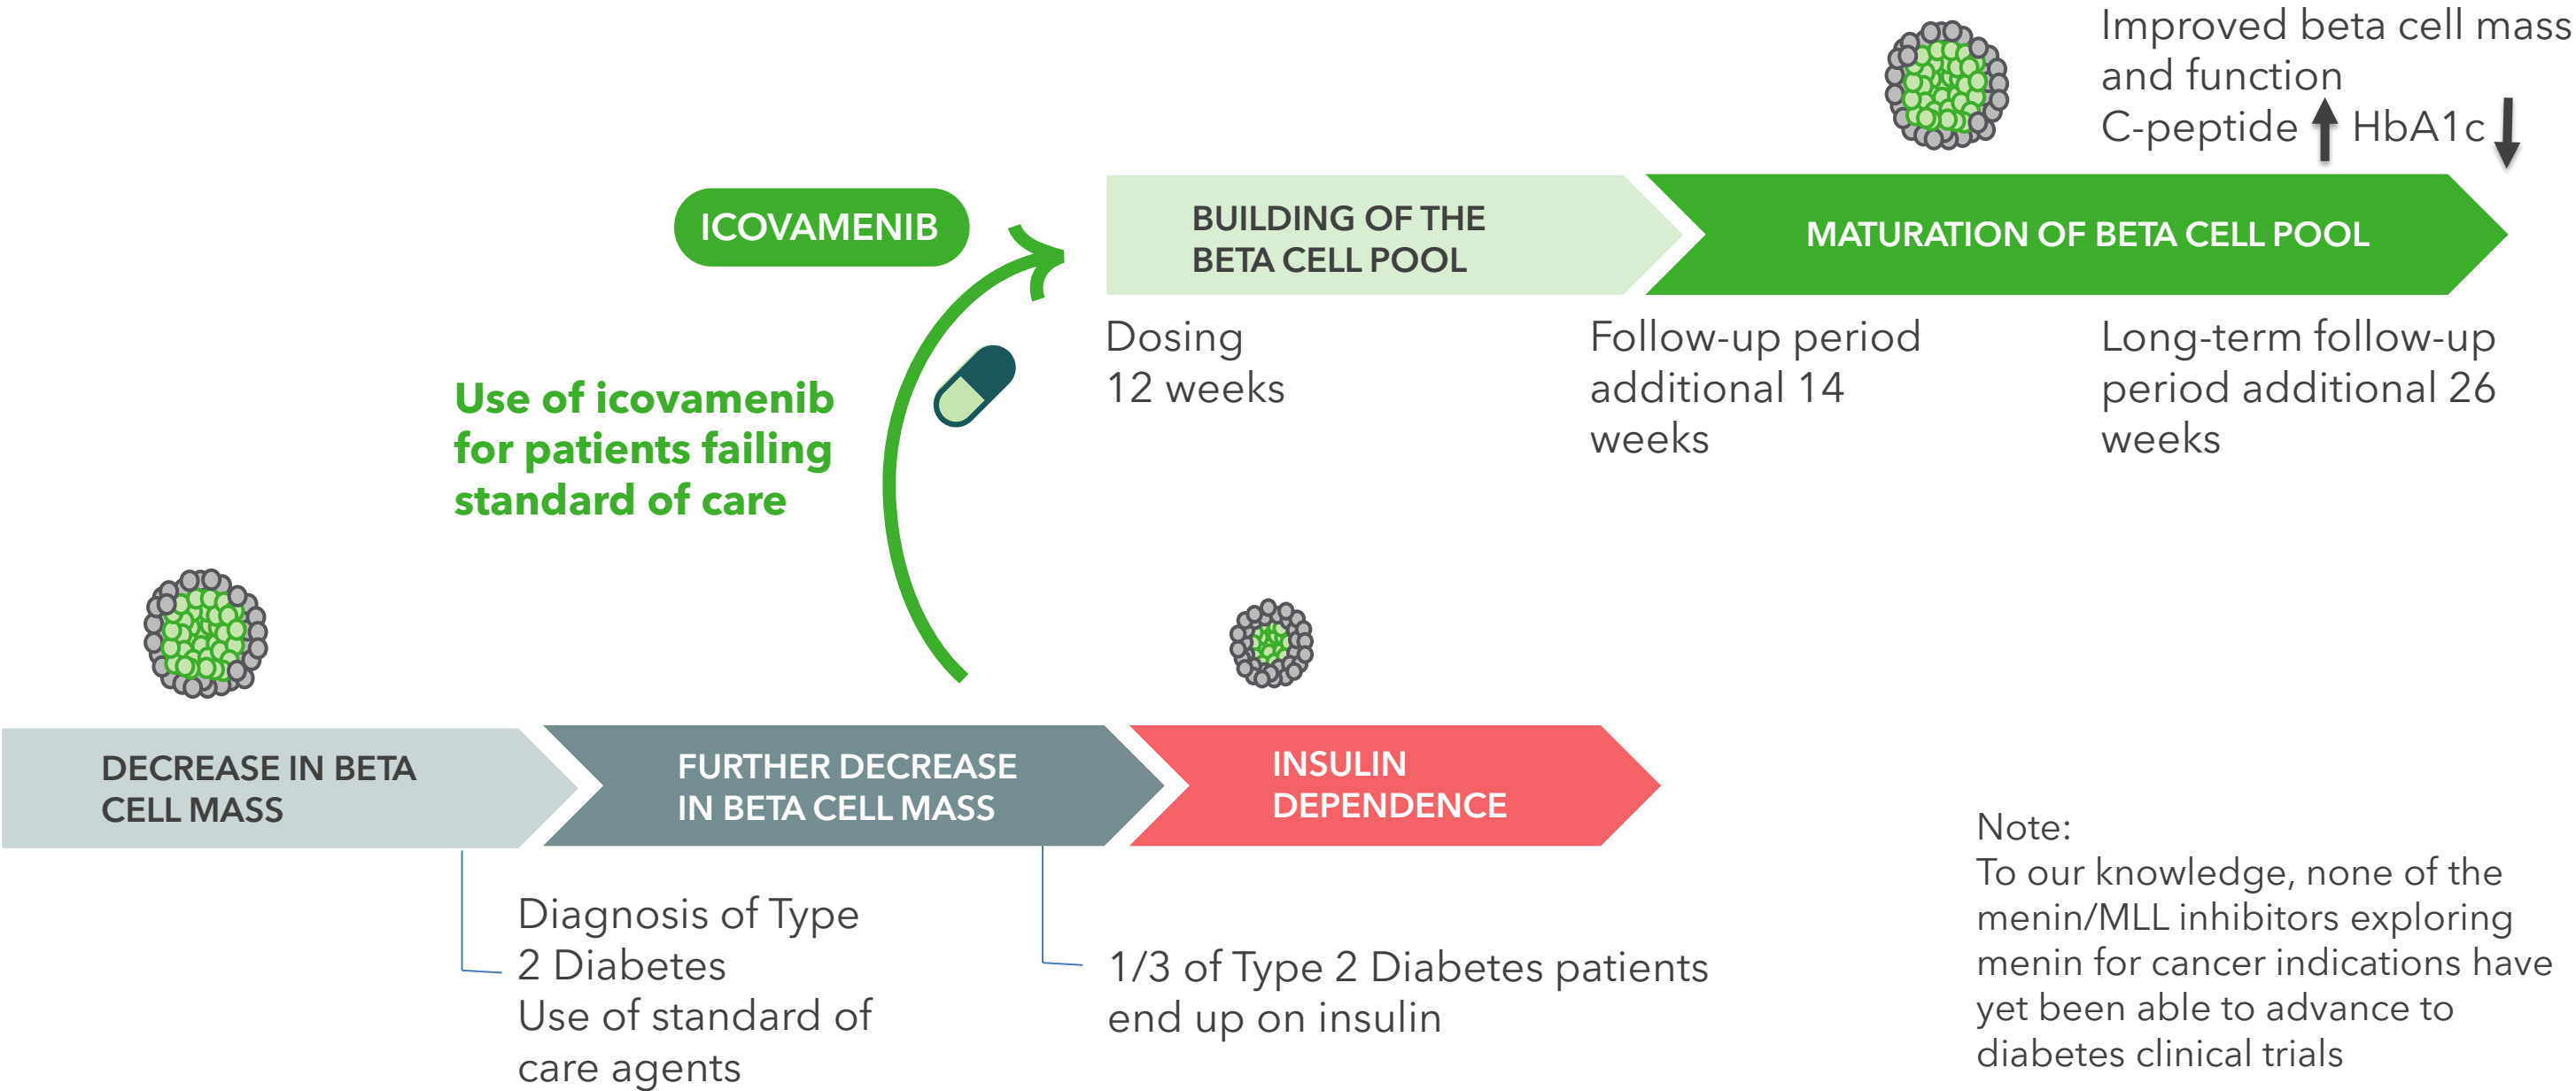 Improved beta cell mass
and function
C-peptide HbA1c
ICOVAMENIB
BUILDING OF THE
BETA CELL POOL
MATURATION OF BETA CELL POOL
Dosing
12 weeks
Follow-up period
additional 14
weeks
Long-term follow-up
period additional 26
weeks
Use of icovamenib
for patients failing
standard of care
DECREASE IN BETA
CELL MASS
FURTHER DECREASE
IN BETA CELL MASS
INSULIN
DEPENDENCE
Diagnosis of Type
2 Diabetes
Use of standard of
care agents
1/3 of Type 2 Diabetes patients
end up on insulin
Note:
To our knowledge, none of the
menin/MLL inhibitors exploring
menin for cancer indications have
yet been able to advance to
diabetes clinical trials